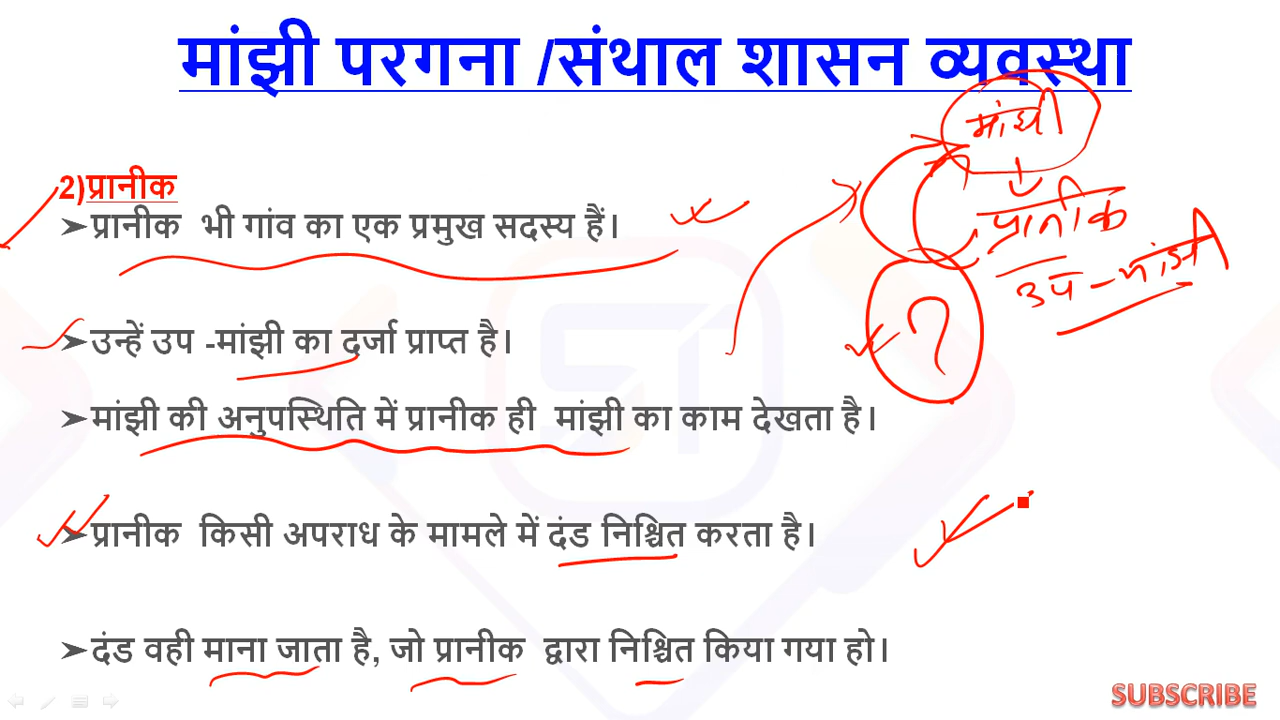 मांझी परगना /संथाल शासन व्यवस्था
मांझी
प्रानीक
उप-मांझी
?
2)प्रानीक
➢प्रानीक भी गांव का एक प्रमुख सदस्य हैं।
➢उन्हें उप -मांझी का दर्जा प्राप्त है।
➢मांझी की अनुपस्थिति में प्रानीक ही मांझी का काम देखता है।
➢प्रानीक किसी अपराध के मामले में दंड निश्चित करता है।
➢दंड वही माना जाता है, जो प्रानीक द्वारा निश्चित किया गया हो।
SUBSCRIBE